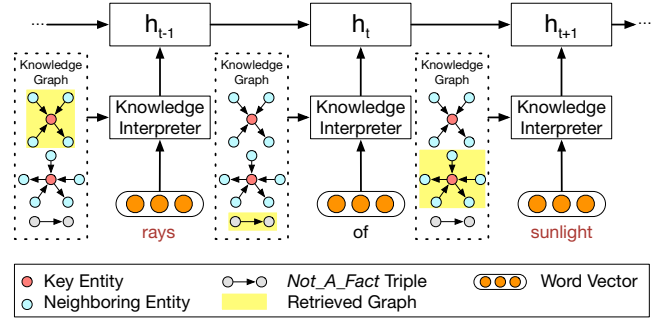 ... h_{t-1} h_t h_{t+1} ...
Knowledge Graph
Knowledge Interpreter
rays
Knowledge Graph
Knowledge Interpreter
of
Knowledge Graph
Knowledge Interpreter
sunlight
Key Entity
Neighboring Entity
Not_A_Fact Triple
Retrieved Graph
Word Vector